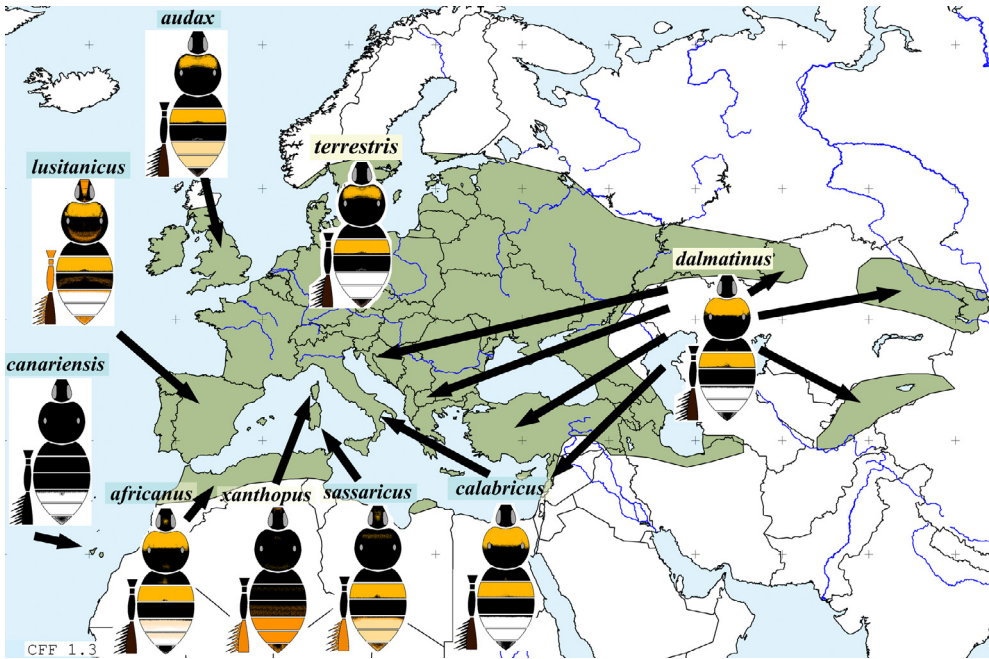 audax
terrestris
lusitanicus
dalmatinus
canariensis
africanus
xanthopus
sassaricus
calabricus
CFF 1.3